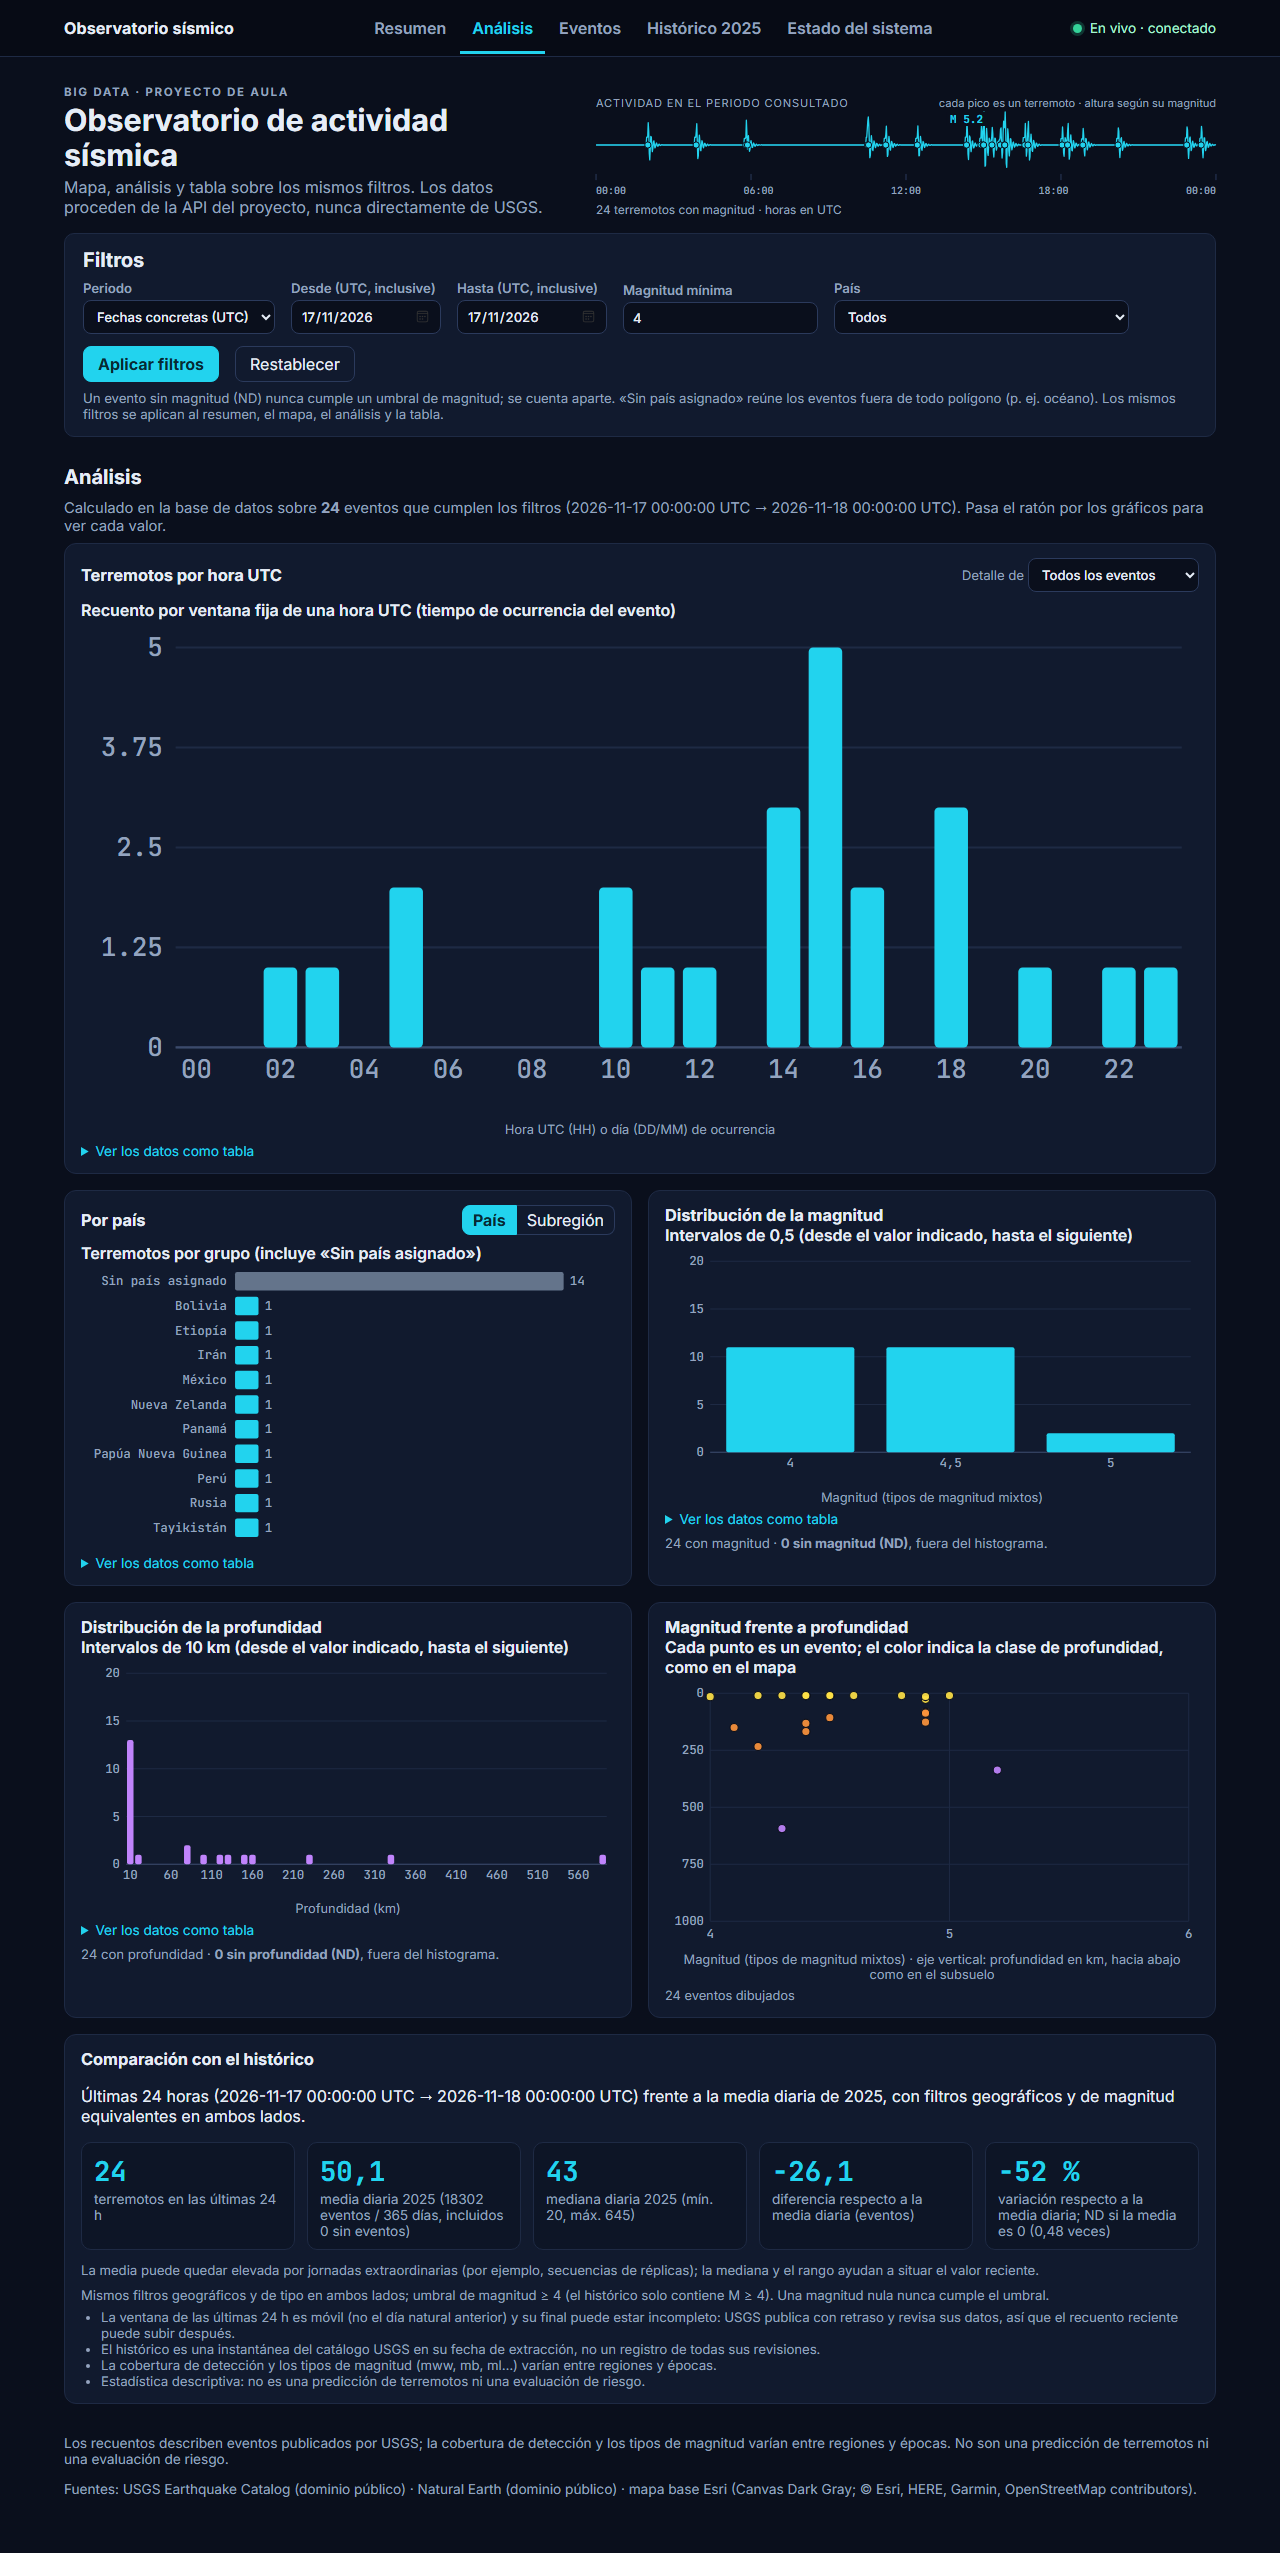 Observatorio sísmico
Resumen
Análisis
Eventos
Histórico 2025
Estado del sistema
En vivo · conectado
BIG DATA · PROYECTO DE AULA
Observatorio de actividad
sísmica
Mapa, análisis y tabla sobre los mismos filtros. Los datos
proceden de la API del proyecto, nunca directamente de USGS.
ACTIVIDAD EN EL PERIODO CONSULTADO
cada pico es un terremoto · altura según su magnitud
M 5.2
00:00 06:00 12:00 18:00 00:00
24 terremotos con magnitud · horas en UTC
Filtros
Periodo
Fechas concretas (UTC)
Desde (UTC, inclusive)
17/11/2026
Hasta (UTC, inclusive)
17/11/2026
Magnitud mínima
4
País
Todos
Aplicar filtros
Restablecer
Un evento sin magnitud (ND) nunca cumple un umbral de magnitud; se cuenta aparte. «Sin país asignado» reúne los eventos fuera de todo polígono (p. ej. océano). Los mismos
filtros se aplican al resumen, el mapa, el análisis y la tabla.
Análisis
Calculado en la base de datos sobre 24 eventos que cumplen los filtros (2026-11-17 00:00:00 UTC → 2026-11-18 00:00:00 UTC). Pasa el ratón por los gráficos para
ver cada valor.
Terremotos por hora UTC
Detalle de
Todos los eventos
Recuento por ventana fija de una hora UTC (tiempo de ocurrencia del evento)
5
3.75
2.5
1.25
0
00 02 04 06 08 10 12 14 16 18 20 22
Hora UTC (HH) o día (DD/MM) de ocurrencia
Ver los datos como tabla
Por país
País
Subregión
Terremotos por grupo (incluye «Sin país asignado»)
Sin país asignado 14
Bolivia 1
Etiopía 1
Irán 1
México 1
Nueva Zelanda 1
Panamá 1
Papúa Nueva Guinea 1
Perú 1
Rusia 1
Tayikistán 1
Ver los datos como tabla
Distribución de la magnitud
Intervalos de 0,5 (desde el valor indicado, hasta el siguiente)
20
15
10
5
0
4 4,5 5
Magnitud (tipos de magnitud mixtos)
Ver los datos como tabla
24 con magnitud · 0 sin magnitud (ND), fuera del histograma.
Distribución de la profundidad
Intervalos de 10 km (desde el valor indicado, hasta el siguiente)
20
15
10
5
0
10 60 110 160 210 260 310 360 410 460 510 560
Profundidad (km)
Ver los datos como tabla
24 con profundidad · 0 sin profundidad (ND), fuera del histograma.
Magnitud frente a profundidad
Cada punto es un evento; el color indica la clase de profundidad,
como en el mapa
0
250
500
750
1000
4 5 6
Magnitud (tipos de magnitud mixtos) · eje vertical: profundidad en km, hacia abajo
como en el subsuelo
24 eventos dibujados
Comparación con el histórico
Últimas 24 horas (2026-11-17 00:00:00 UTC → 2026-11-18 00:00:00 UTC) frente a la media diaria de 2025, con filtros geográficos y de magnitud
equivalentes en ambos lados.
24
terremotos en las últimas 24
h
50,1
media diaria 2025 (18302
eventos / 365 días, incluidos
0 sin eventos)
43
mediana diaria 2025 (mín.
20, máx. 645)
-26,1
diferencia respecto a la
media diaria (eventos)
-52 %
variación respecto a la
media diaria; ND si la media
es 0 (0,48 veces)
La media puede quedar elevada por jornadas extraordinarias (por ejemplo, secuencias de réplicas); la mediana y el rango ayudan a situar el valor reciente.
Mismos filtros geográficos y de tipo en ambos lados; umbral de magnitud ≥ 4 (el histórico solo contiene M ≥ 4). Una magnitud nula nunca cumple el umbral.
• La ventana de las últimas 24 h es móvil (no el día natural anterior) y su final puede estar incompleto: USGS publica con retraso y revisa sus datos, así que el recuento reciente
puede subir después.
• El histórico es una instantánea del catálogo USGS en su fecha de extracción, no un registro de todas sus revisiones.
• La cobertura de detección y los tipos de magnitud (mww, mb, ml…) varían entre regiones y épocas.
• Estadística descriptiva: no es una predicción de terremotos ni una evaluación de riesgo.
Los recuentos describen eventos publicados por USGS; la cobertura de detección y los tipos de magnitud varían entre regiones y épocas. No son una predicción de terremotos ni
una evaluación de riesgo.
Fuentes: USGS Earthquake Catalog (dominio público) · Natural Earth (dominio público) · mapa base Esri (Canvas Dark Gray; © Esri, HERE, Garmin, OpenStreetMap contributors).